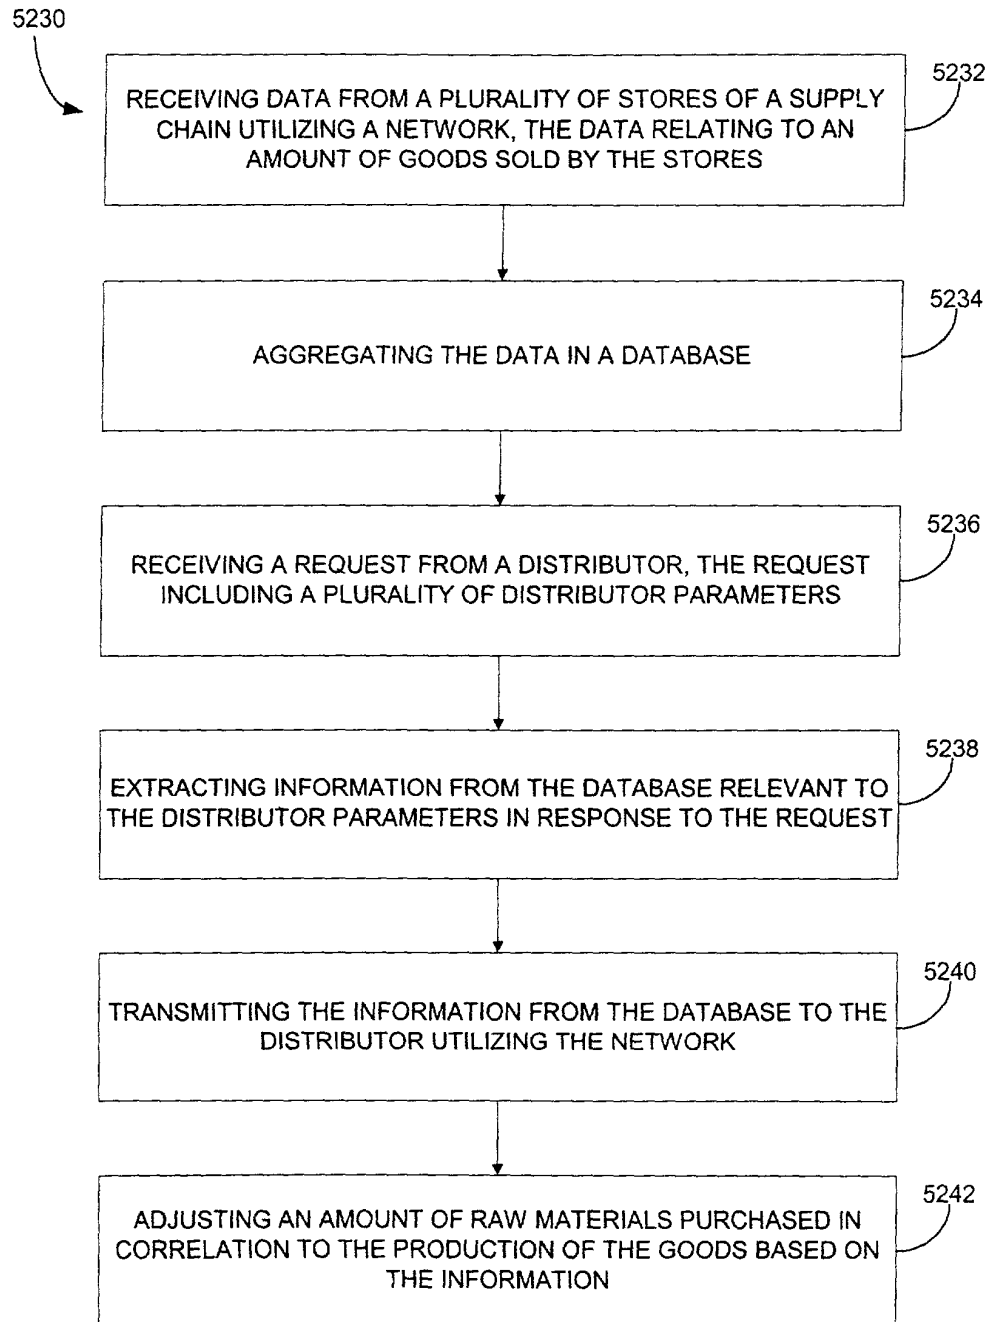 5230
5232
RECEIVING DATA FROM A PLURALITY OF STORES OF A SUPPLY
CHAIN UTILIZING A NETWORK, THE DATA RELATING TO AN
AMOUNT OF GOODS SOLD BY THE STORES
5234
AGGREGATING THE DATA IN A DATABASE
5236
RECEIVING A REQUEST FROM A DISTRIBUTOR, THE REQUEST
INCLUDING A PLURALITY OF DISTRIBUTOR PARAMETERS
5238
EXTRACTING INFORMATION FROM THE DATABASE RELEVANT TO
THE DISTRIBUTOR PARAMETERS IN RESPONSE TO THE REQUEST
5240
TRANSMITTING THE INFORMATION FROM THE DATABASE TO THE
DISTRIBUTOR UTILIZING THE NETWORK
5242
ADJUSTING AN AMOUNT OF RAW MATERIALS PURCHASED IN
CORRELATION TO THE PRODUCTION OF THE GOODS BASED ON
THE INFORMATION